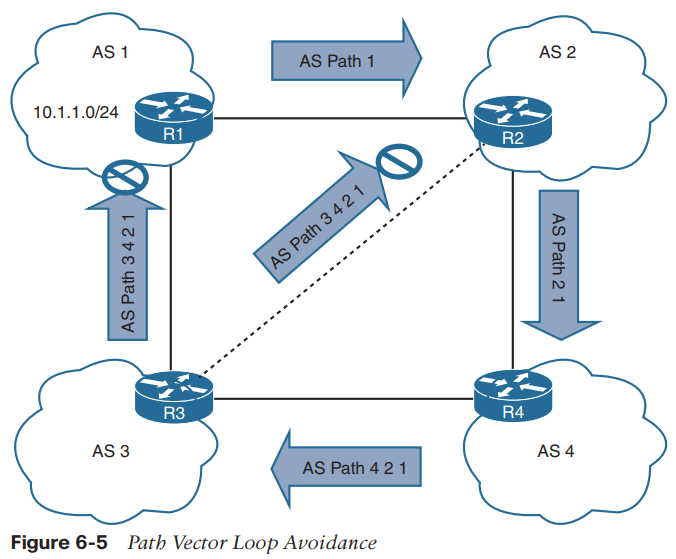 AS 1
AS Path 1
AS 2
10.1.1.0/24
R1
R2
AS Path 3 4 2 1
AS Path 3 4 2 1
AS Path 2 1
R3
R4
AS 3
AS Path 4 2 1
AS 4
Figure 6-5 Path Vector Loop Avoidance